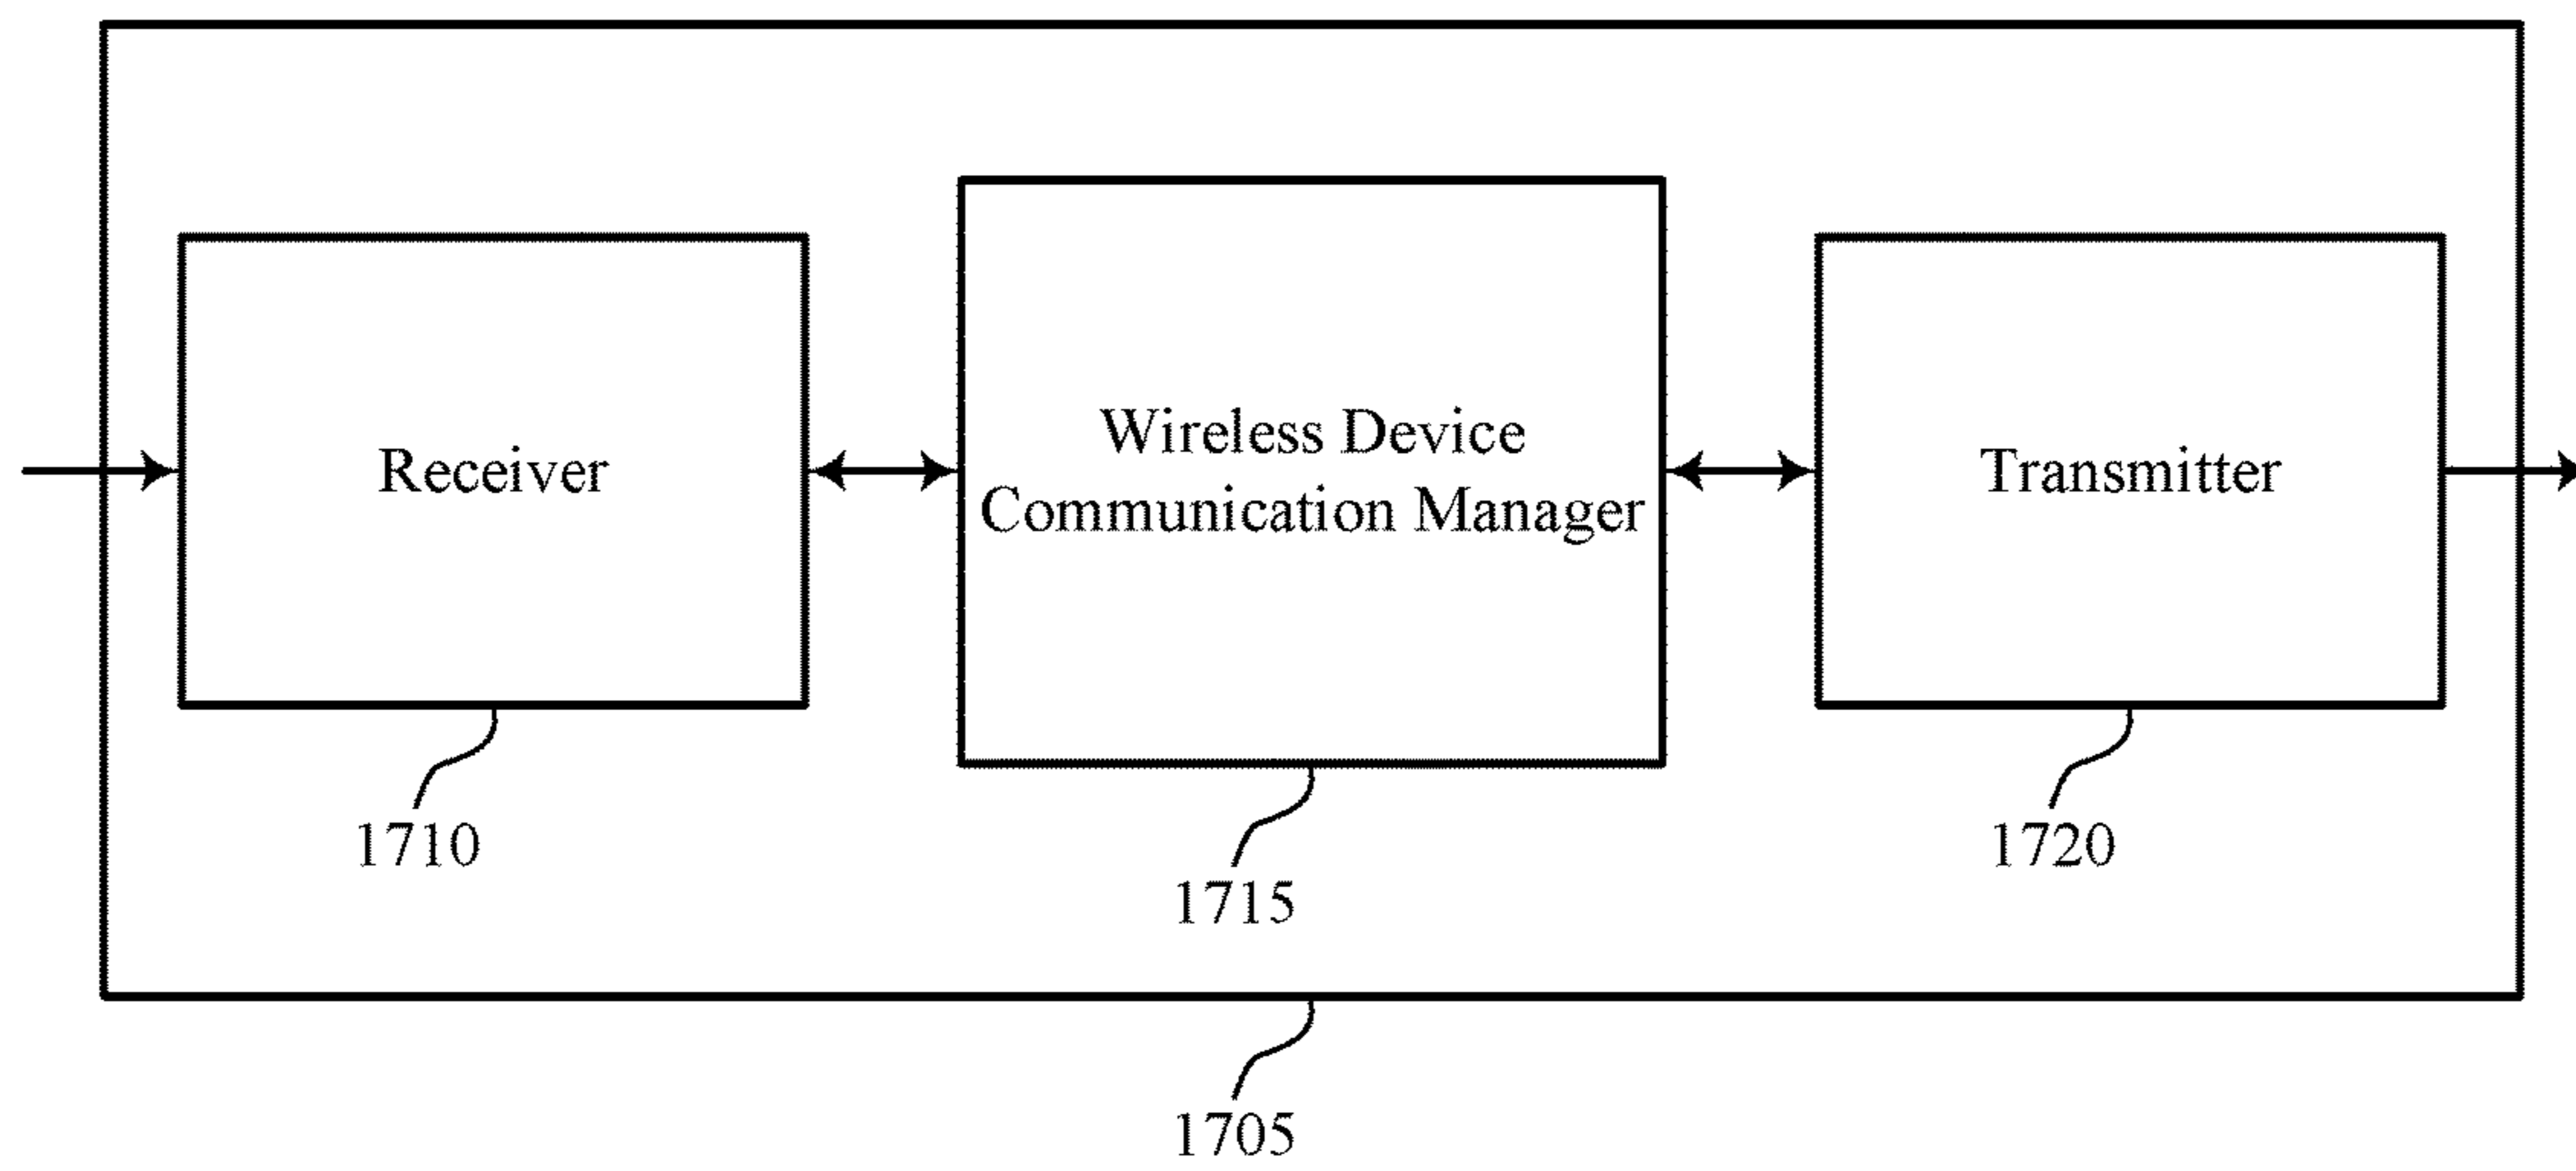 Receiver
Wireless Device
Communication Manager
Transmitter
1710
1715
1720
1705